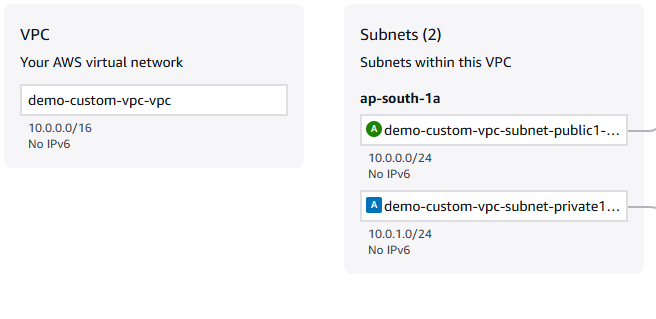 VPC
Your AWS virtual network
demo-custom-vpc-vpc
10.0.0.0/16
No IPv6
Subnets (2)
Subnets within this VPC
ap-south-1a
A demo-custom-vpc-subnet-public1-...
10.0.0.0/24
No IPv6
A demo-custom-vpc-subnet-private1...
10.0.1.0/24
No IPv6